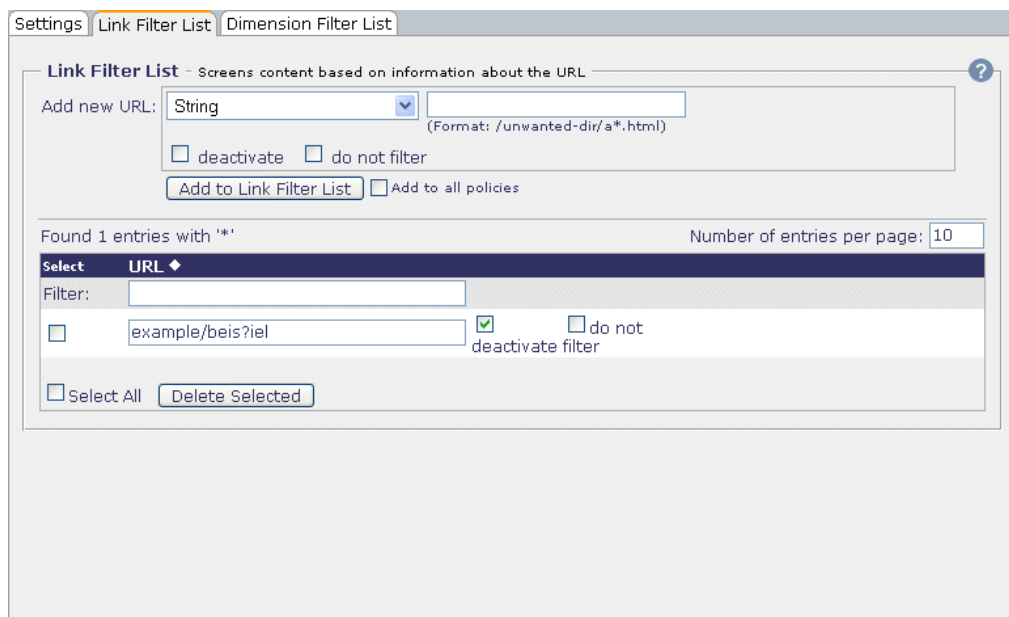 Settings Link Filter List Dimension Filter List
Link Filter List - Screens content based on information about the URL ?
Add new URL: String
(Format: /unwanted-dir/a*.html)
deactivate do not filter
Add to Link Filter List Add to all policies
Found 1 entries with '*' Number of entries per page: 10
Select URL
Filter:
example/beis?iel do not
deactivate filter
Select All Delete Selected